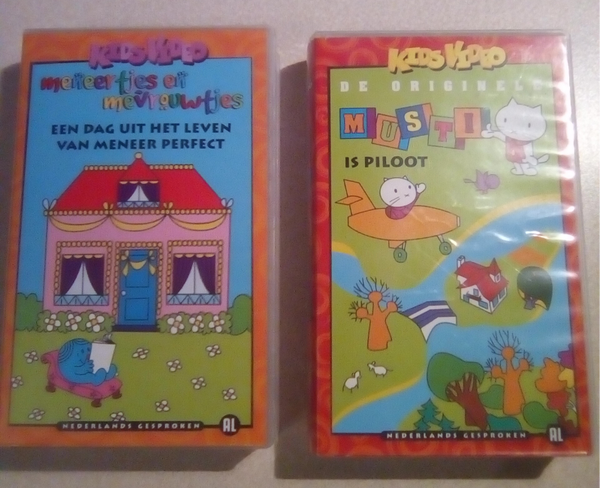 KIDS VIDEO
meneertjes en
mevrouwtjes
EEN DAG UIT HET LEVEN
VAN MENEER PERFECT
NEDERLANDS GESPROKEN
AL
KIDS VIDEO
DE ORIGINELE
MUSTI
IS PILOOT
NEDERLANDS GESPROKEN
AL